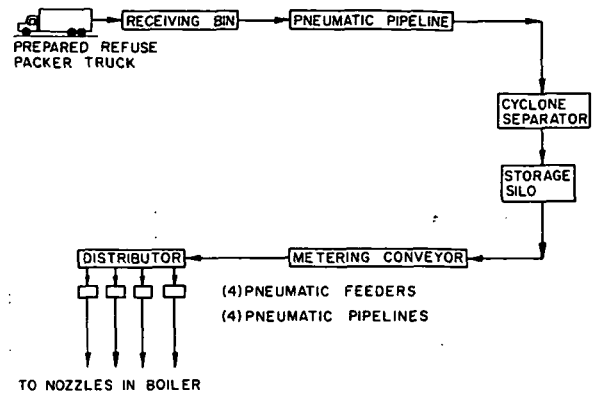 RECEIVING BIN
PNEUMATIC PIPELINE
PREPARED REFUSE
PACKER TRUCK
CYCLONE
SEPARATOR
STORAGE
SILO
DISTRIBUTOR
METERING CONVEYOR
(4) PNEUMATIC FEEDERS
(4) PNEUMATIC PIPELINES
TO NOZZLES IN BOILER